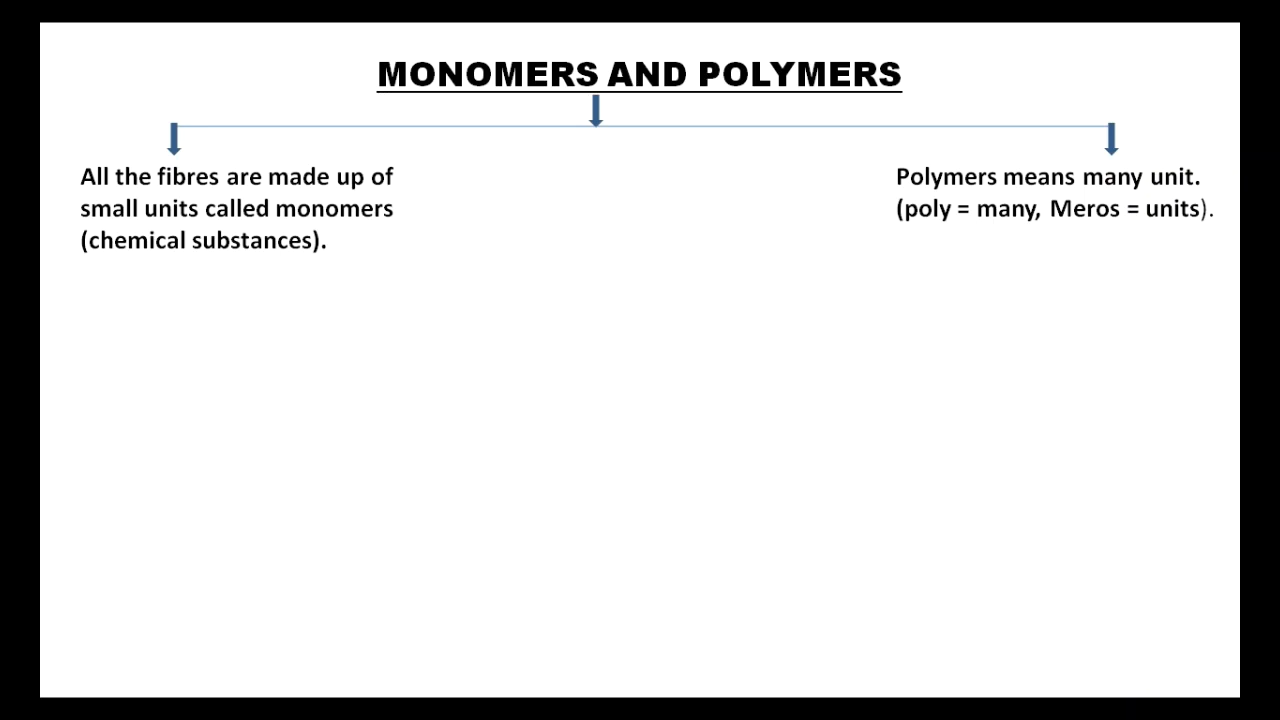 MONOMERS AND POLYMERS
All the fibres are made up of
small units called monomers
(chemical substances).
Polymers means many unit.
(poly = many, Meros = units).